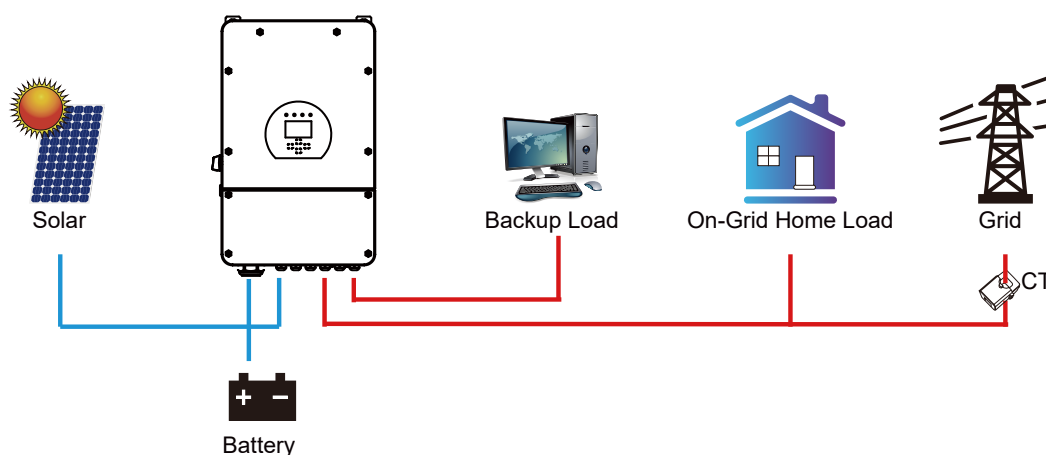 Solar
Backup Load
On-Grid Home Load
Grid
CT
Battery